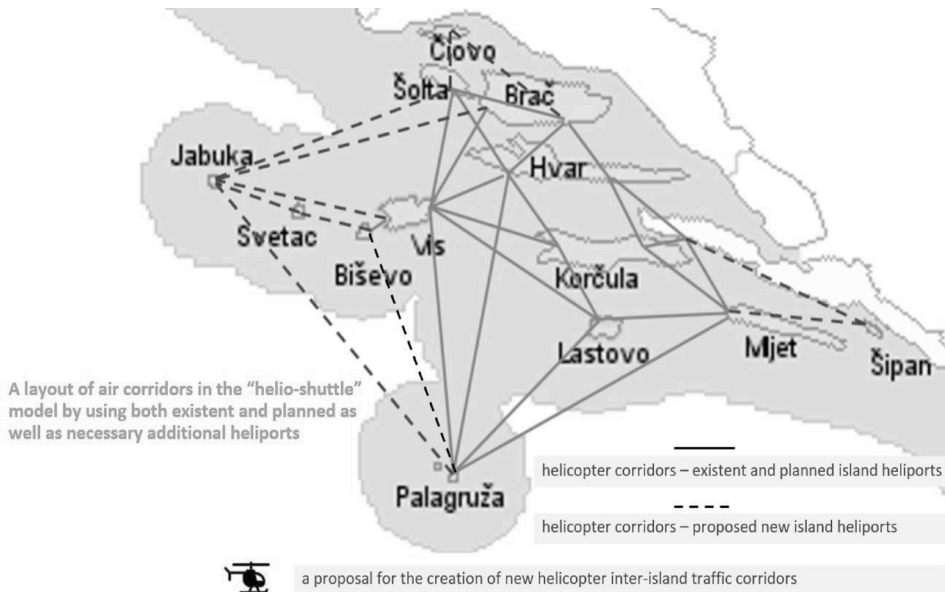 Čiovo
Šolta
Brač
Jabuka
Hvar
Svetac
Vis
Biševo
Korčula
Lastovo
Mljet
Šipan
A layout of air corridors in the “helio-shuttle”
model by using both existent and planned as
well as necessary additional heliports
helicopter corridors – existent and planned island heliports
Palagruža
helicopter corridors – proposed new island heliports
a proposal for the creation of new helicopter inter-island traffic corridors